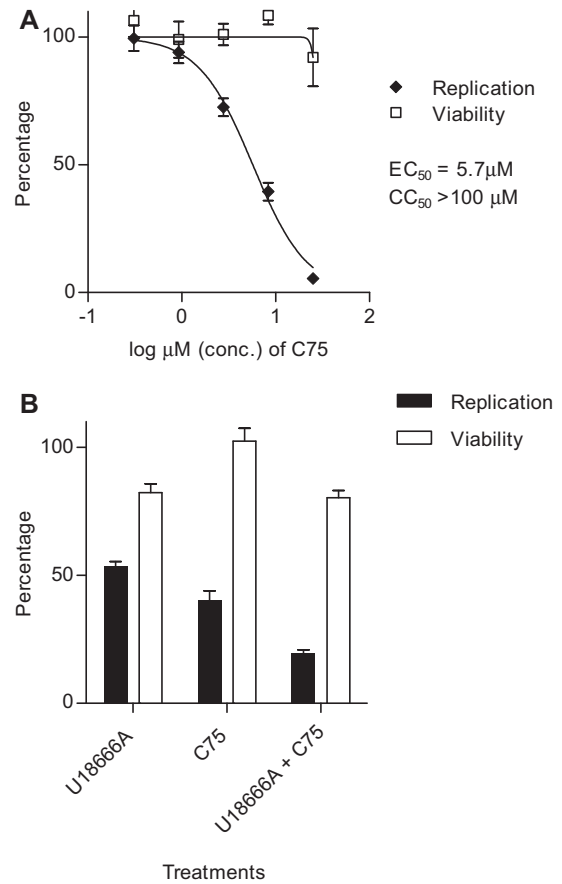 A
100
50
0
Percentage
-1 0 1 2
log μM (conc.) of C75
Replication
Viability
EC₅₀ = 5.7μM
CC₅₀ >100 μM
B
100
50
0
Percentage
U18666A
C75
U18666A + C75
Treatments
Replication
Viability